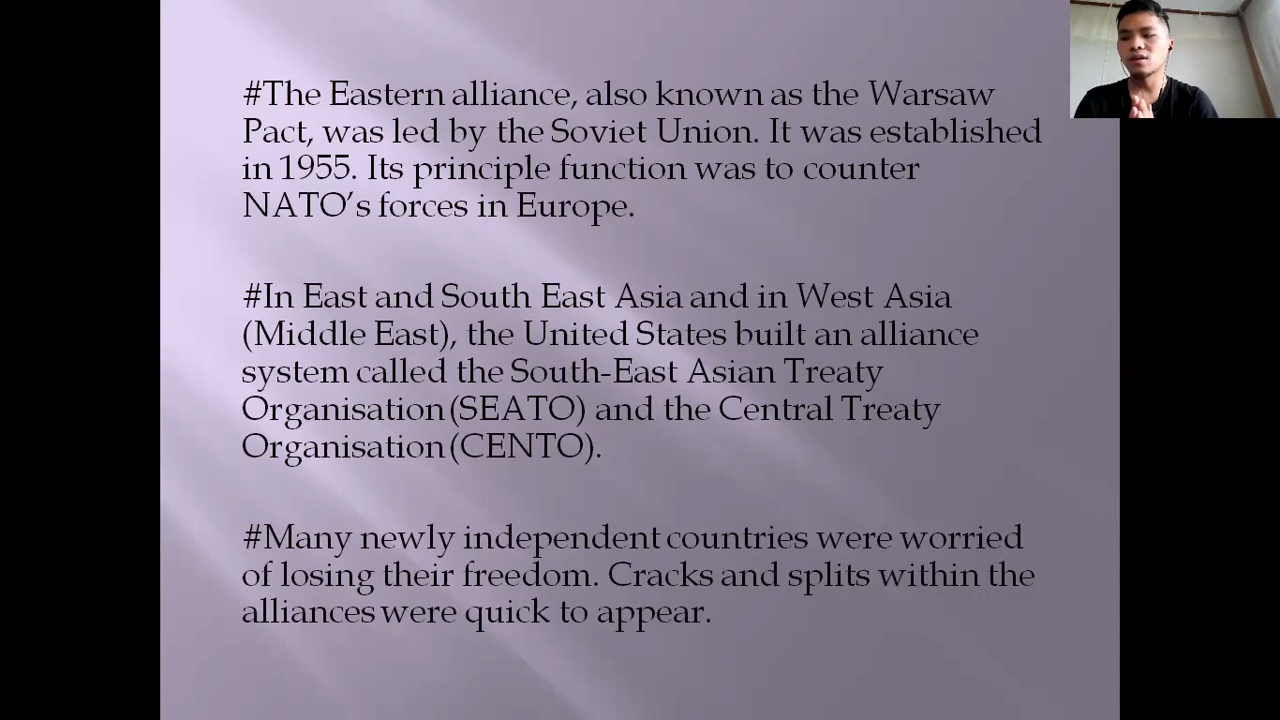 #The Eastern alliance, also known as the Warsaw
Pact, was led by the Soviet Union. It was established
in 1955. Its principle function was to counter
NATO’s forces in Europe.
#In East and South East Asia and in West Asia
(Middle East), the United States built an alliance
system called the South-East Asian Treaty
Organisation (SEATO) and the Central Treaty
Organisation (CENTO).
#Many newly independent countries were worried
of losing their freedom. Cracks and splits within the
alliances were quick to appear.